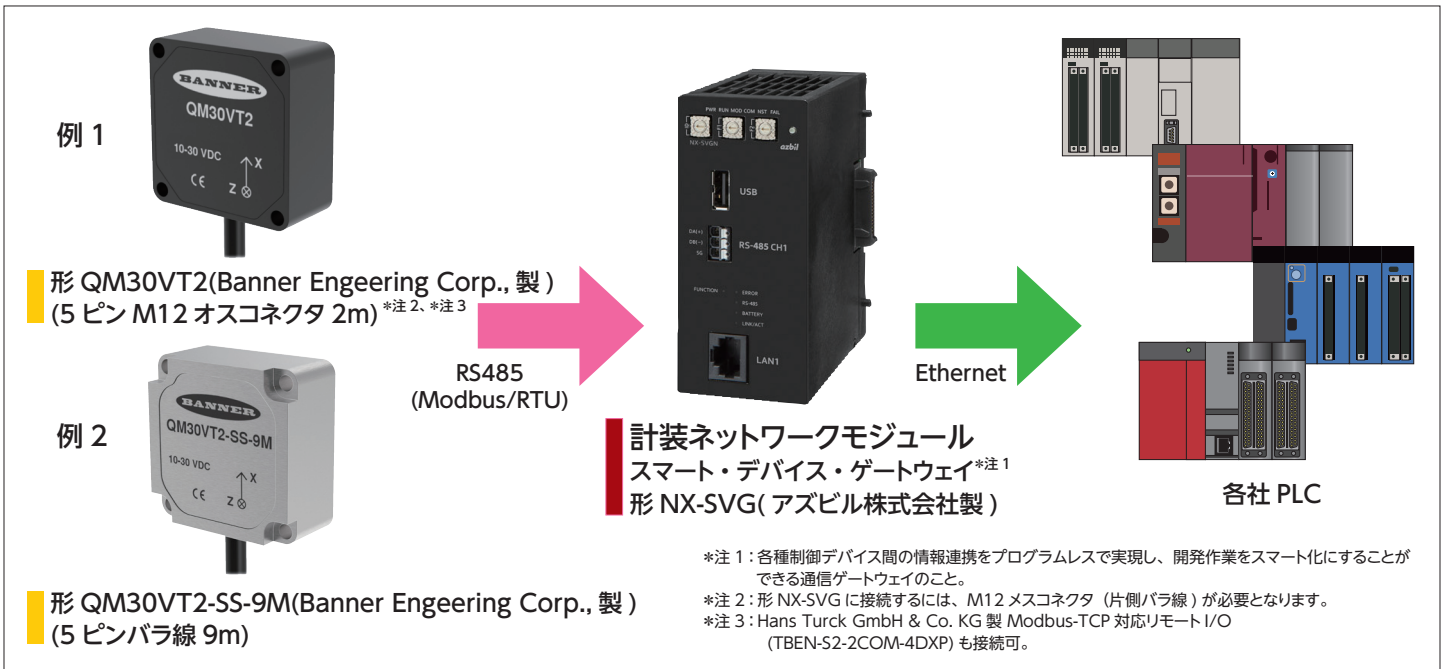 例 1
BANNER
QM30VT2
10-30 VDC
X
CE
Z
形 QM30VT2(Banner Engeering Corp., 製 )
(5 ピン M12 オスコネクタ 2m) *注 2、*注 3
例 2
BANNER
QM30VT2-SS-9M
10-30 VDC
X
CE
Z
形 QM30VT2-SS-9M(Banner Engeering Corp., 製 )
(5 ピンバラ線 9m)
RS485
(Modbus/RTU)
PWR RUN MOD COM NST FAIL
NX-SVGN
azbil
USB
DA(+)
DB(-)
SG
RS-485 CH1
FUNCTION
ERROR
RS-485
BATTERY
LINK/ACT
LAN1
計装ネットワークモジュール
スマート・デバイス・ゲートウェイ*注 1
形 NX-SVG( アズビル株式会社製 )
Ethernet
各社 PLC
*注 1：各種制御デバイス間の情報連携をプログラムレスで実現し、開発作業をスマート化にすることが
できる通信ゲートウェイのこと。
*注 2：形 NX-SVG に接続するには、M12 メスコネクタ（片側バラ線 ) が必要となります。
*注 3：Hans Turck GmbH & Co. KG 製 Modbus-TCP 対応リモート I/O
(TBEN-S2-2COM-4DXP) も接続可。